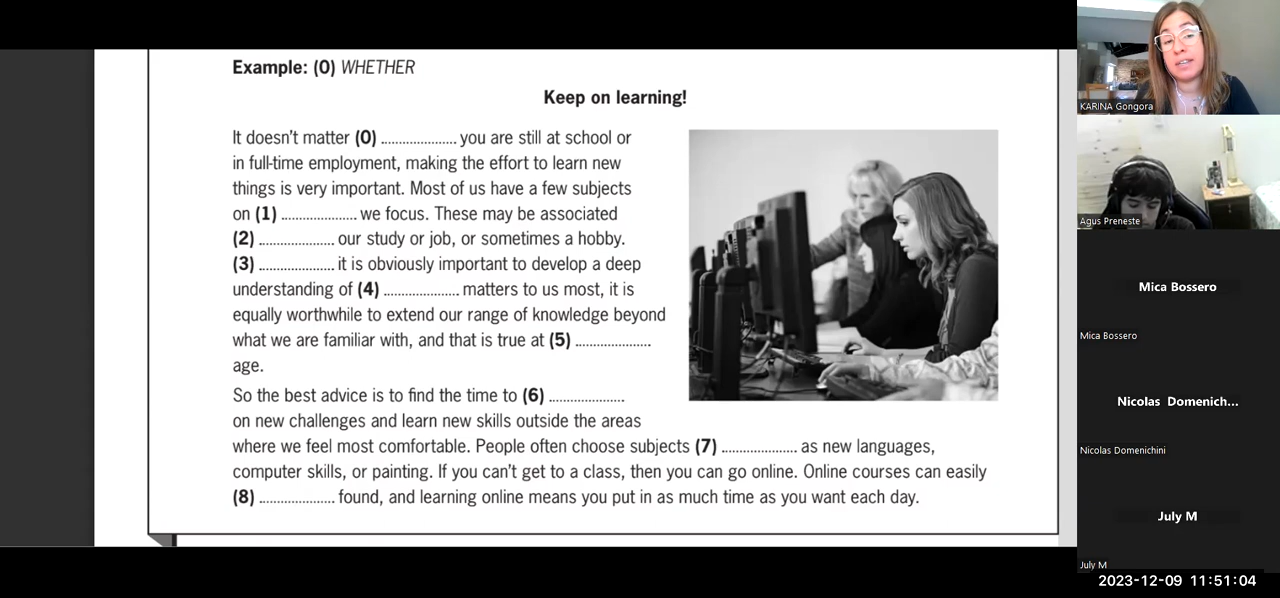 Example: (0) WHETHER
Keep on learning!
It doesn't matter (0) ...................... you are still at school or
in full-time employment, making the effort to learn new
things is very important. Most of us have a few subjects
on (1) ...................... we focus. These may be associated
(2) ...................... our study or job, or sometimes a hobby.
(3) ...................... it is obviously important to develop a deep
understanding of (4) ...................... matters to us most, it is
equally worthwhile to extend our range of knowledge beyond
what we are familiar with, and that is true at (5) ......................
age.
So the best advice is to find the time to (6) ......................
on new challenges and learn new skills outside the areas
where we feel most comfortable. People often choose subjects (7) ...................... as new languages,
computer skills, or painting. If you can't get to a class, then you can go online. Online courses can easily
(8) ...................... found, and learning online means you put in as much time as you want each day.
KARINA Gongora
Agus Preneste
Mica Bossero
Mica Bossero
Nicolas Domenich...
Nicolas Domenichini
July M
July M
2023-12-09 11:51:04